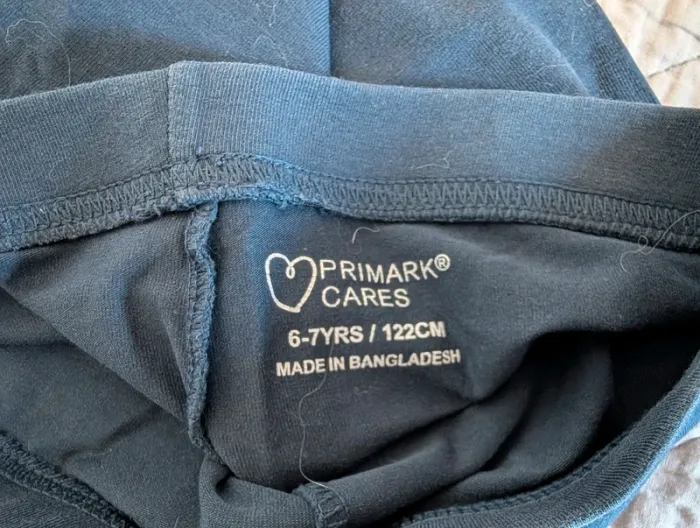 PRIMARK®
CARES
6-7YRS / 122CM
MADE IN BANGLADESH